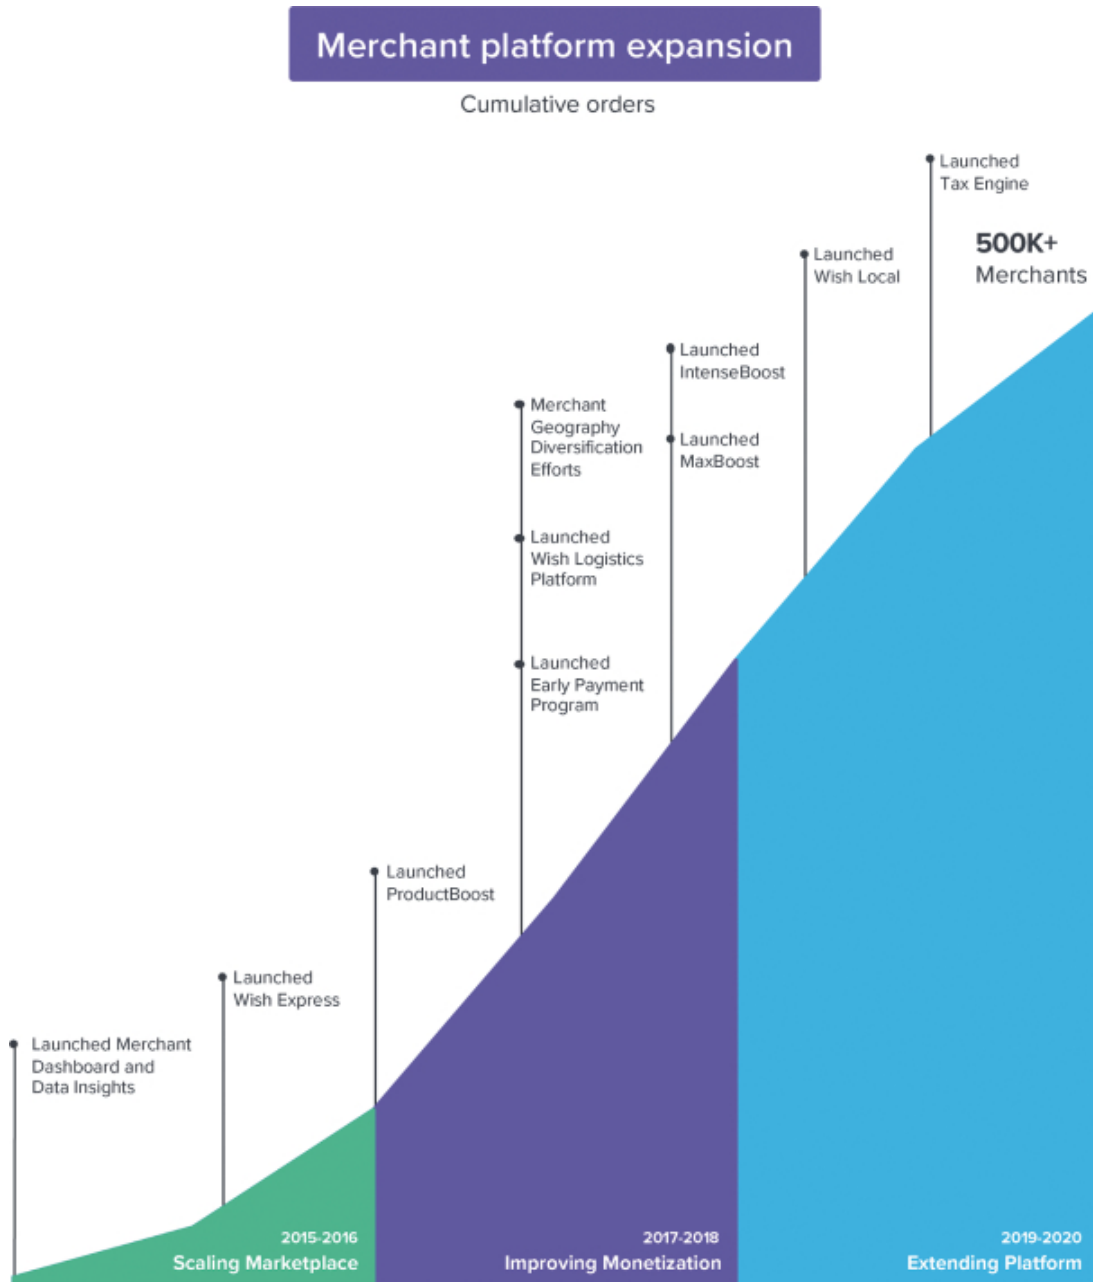 Merchant platform expansion
Cumulative orders
Launched
Tax Engine
500K+
Merchants
Launched
Wish Local
Launched
IntenseBoost
Launched
MaxBoost
Merchant
Geography
Diversification
Efforts
Launched
Wish Logistics
Platform
Launched
Early Payment
Program
Launched
ProductBoost
Launched
Wish Express
Launched Merchant
Dashboard and
Data Insights
2015-2016
Scaling Marketplace
2017-2018
Improving Monetization
2019-2020
Extending Platform